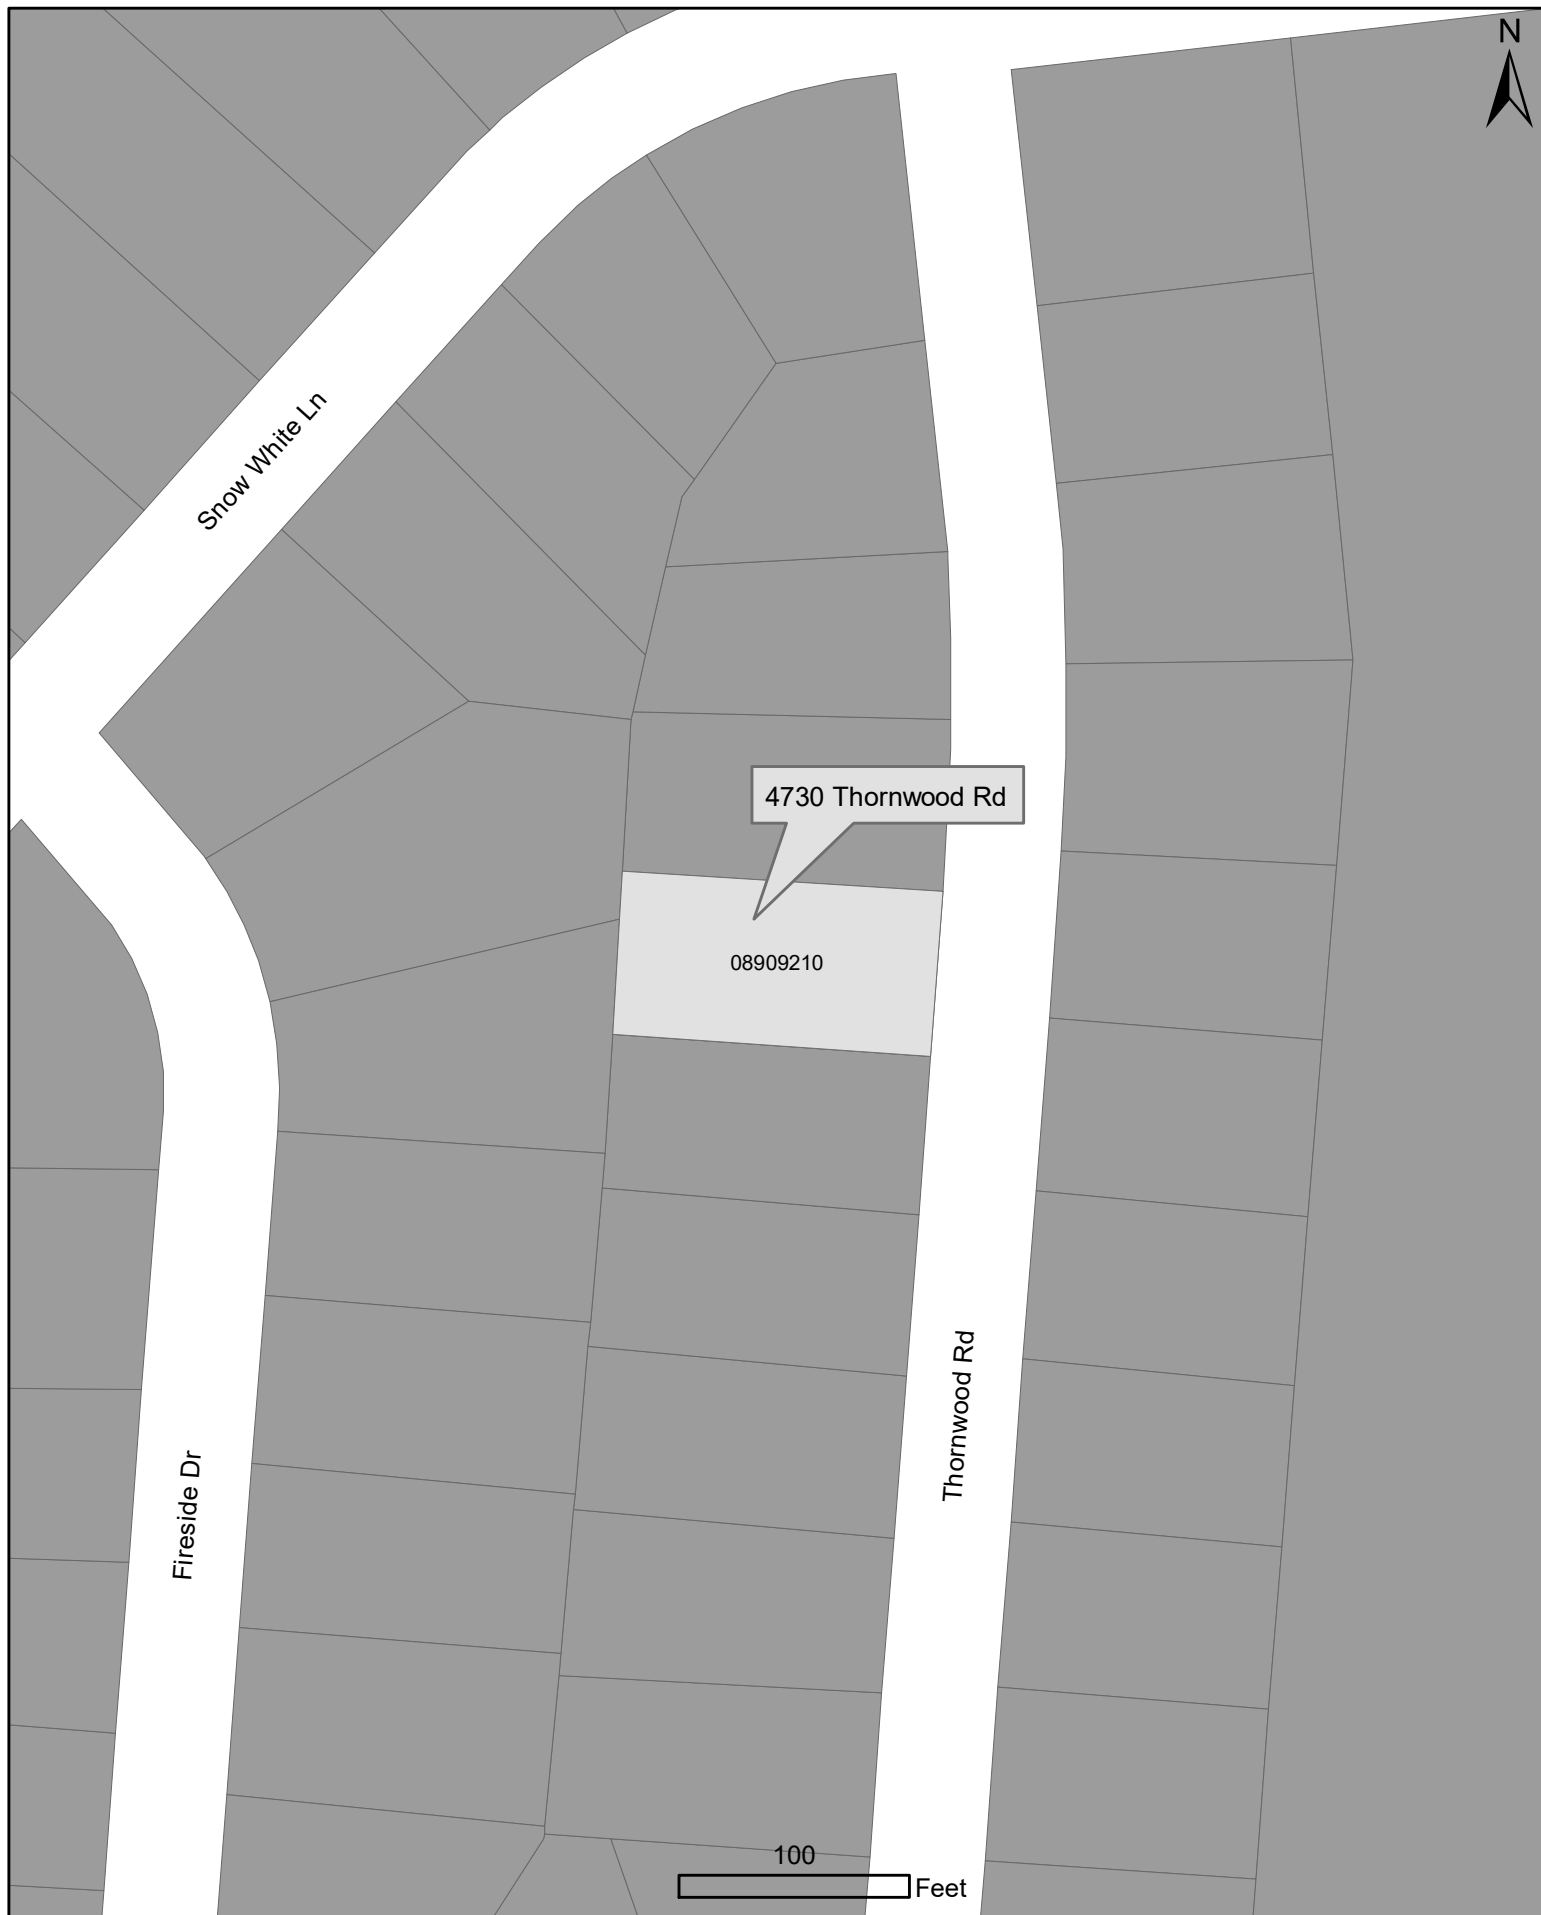 N
Snow White Ln
4730 Thornwood Rd
08909210
Thornwood Rd
Fireside Dr
100
Feet